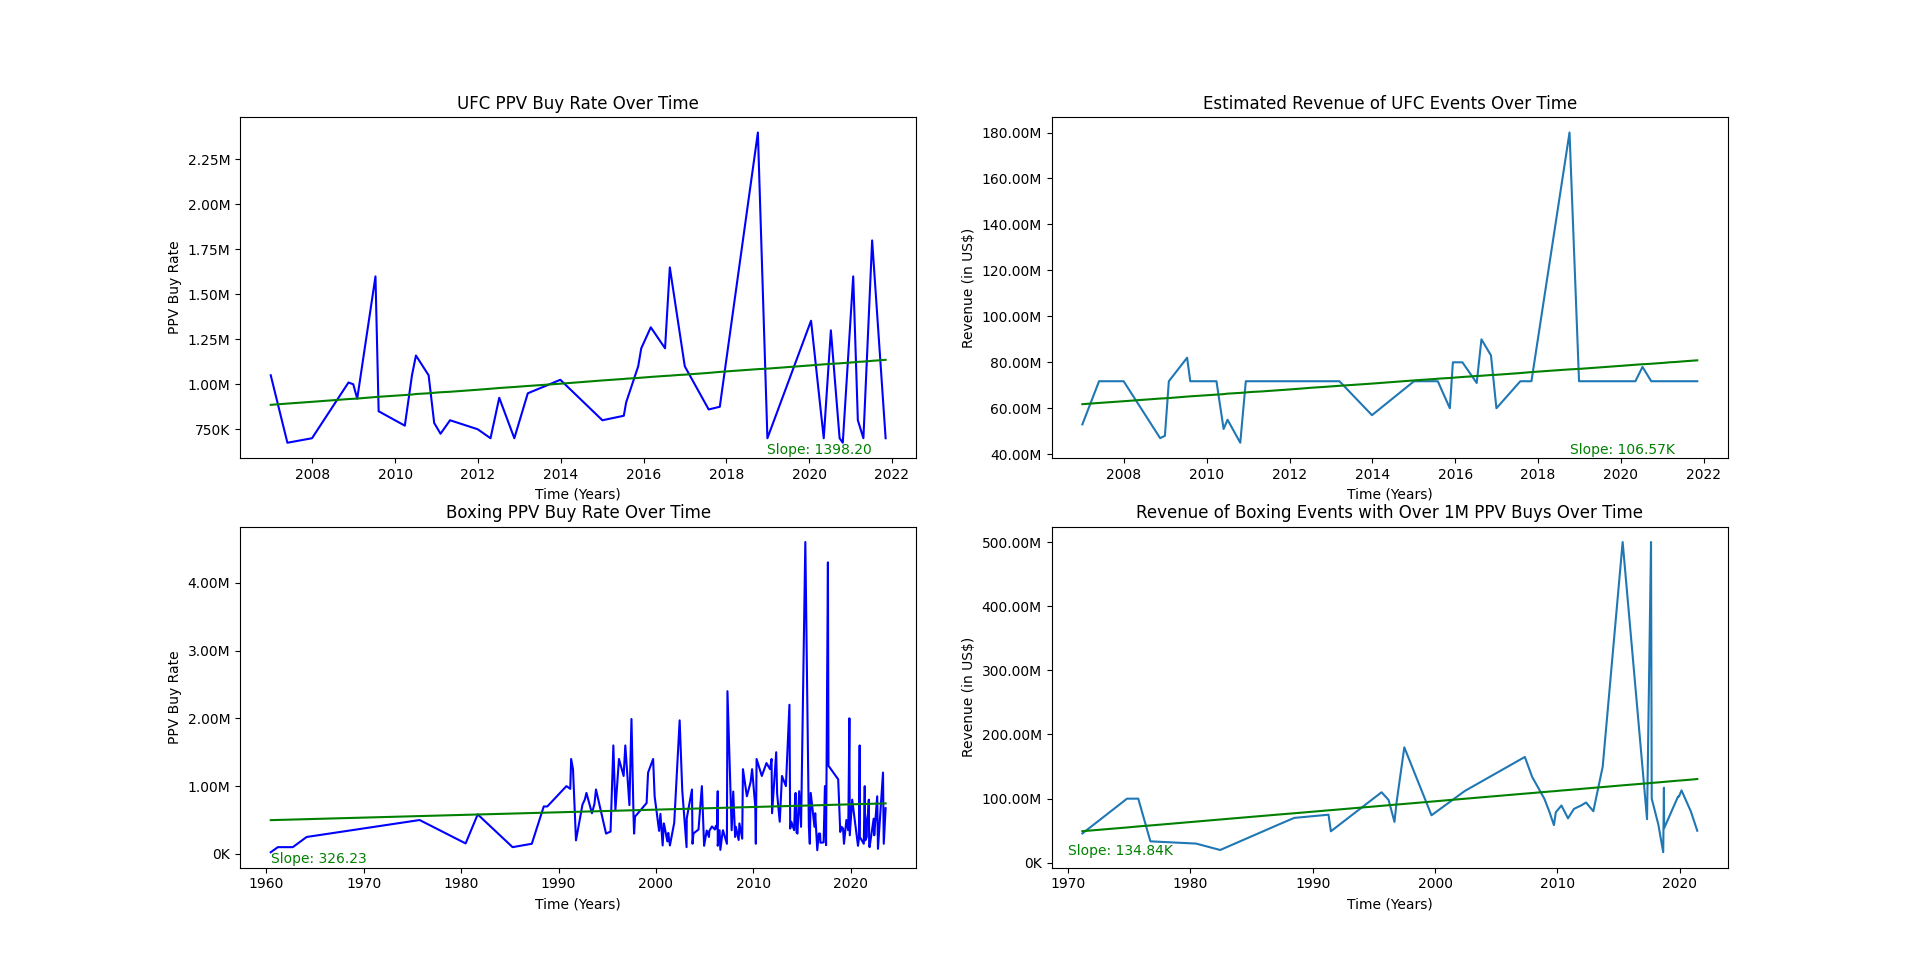 UFC PPV Buy Rate Over Time
PPV Buy Rate
2.25M
2.00M
1.75M
1.50M
1.25M
1.00M
750K
Slope: 1398.20
2008 2010 2012 2014 2016 2018 2020 2022
Time (Years)
Estimated Revenue of UFC Events Over Time
Revenue (in US$)
180.00M
160.00M
140.00M
120.00M
100.00M
80.00M
60.00M
40.00M
Slope: 106.57K
2008 2010 2012 2014 2016 2018 2020 2022
Time (Years)
Boxing PPV Buy Rate Over Time
PPV Buy Rate
4.00M
3.00M
2.00M
1.00M
0K
Slope: 326.23
1960 1970 1980 1990 2000 2010 2020
Time (Years)
Revenue of Boxing Events with Over 1M PPV Buys Over Time
Revenue (in US$)
500.00M
400.00M
300.00M
200.00M
100.00M
0K
Slope: 134.84K
1970 1980 1990 2000 2010 2020
Time (Years)